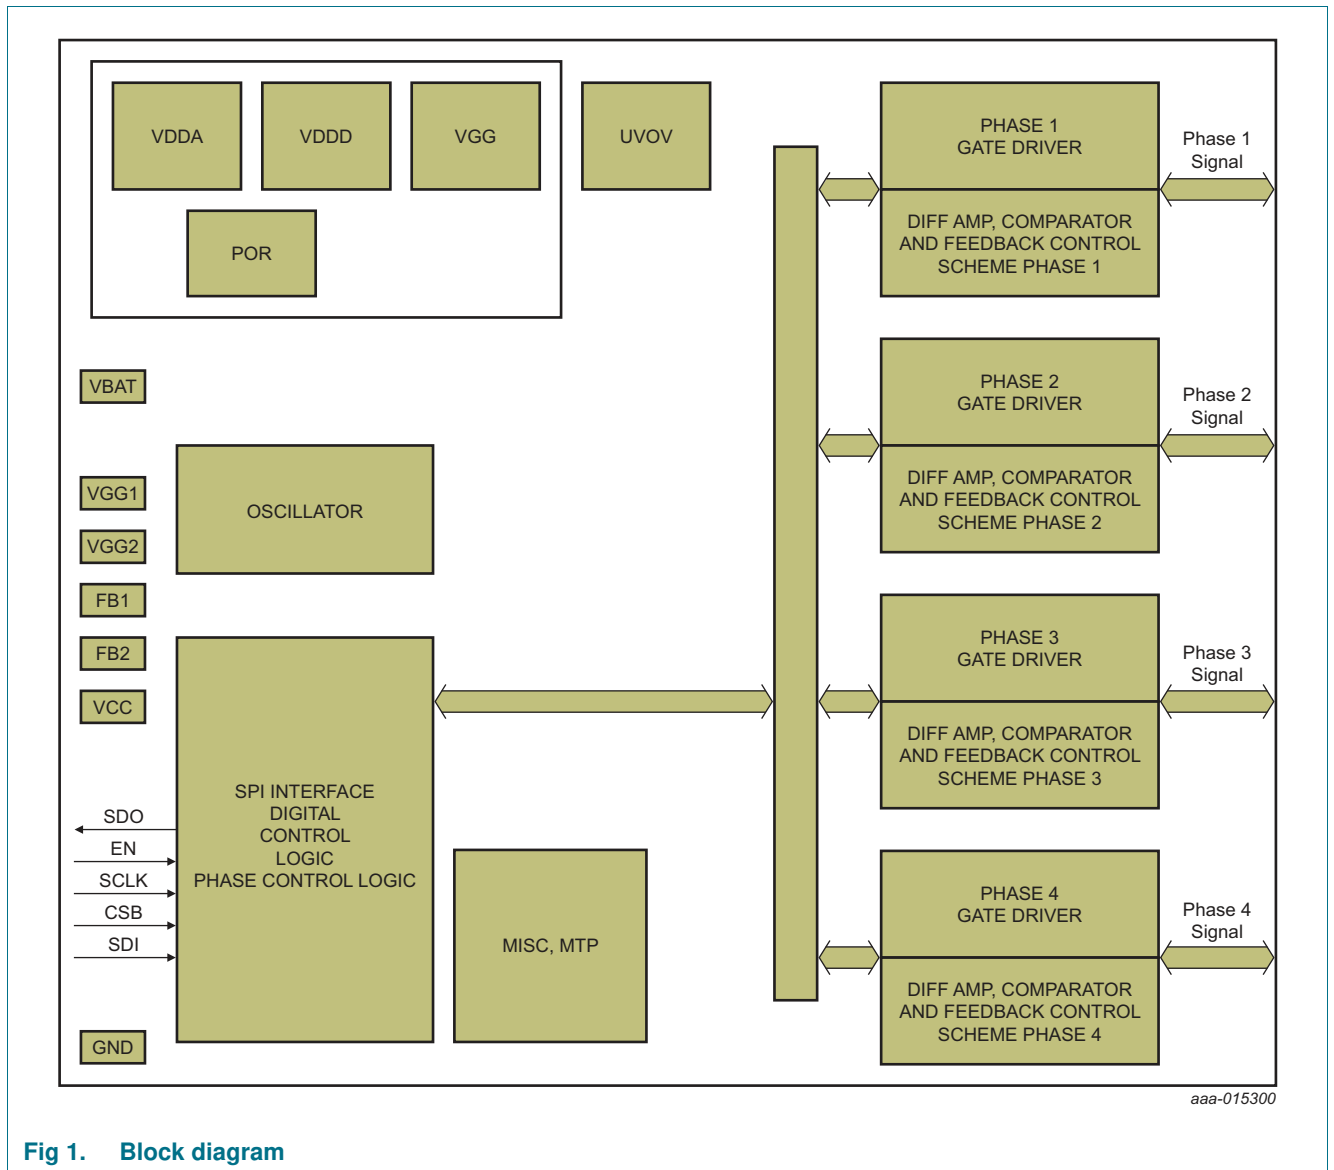 VDDA
VDDD
VGG
UVOV
POR
VBAT
VGG1
VGG2
FB1
FB2
VCC
OSCILLATOR
SPI INTERFACE
DIGITAL
CONTROL
LOGIC
PHASE CONTROL LOGIC
SDO
EN
SCLK
CSB
SDI
GND
MISC, MTP
PHASE 1
GATE DRIVER
DIFF AMP, COMPARATOR
AND FEEDBACK CONTROL
SCHEME PHASE 1
Phase 1
Signal
PHASE 2
GATE DRIVER
DIFF AMP, COMPARATOR
AND FEEDBACK CONTROL
SCHEME PHASE 2
Phase 2
Signal
PHASE 3
GATE DRIVER
DIFF AMP, COMPARATOR
AND FEEDBACK CONTROL
SCHEME PHASE 3
Phase 3
Signal
PHASE 4
GATE DRIVER
DIFF AMP, COMPARATOR
AND FEEDBACK CONTROL
SCHEME PHASE 4
Phase 4
Signal
aaa-015300
Fig 1. Block diagram